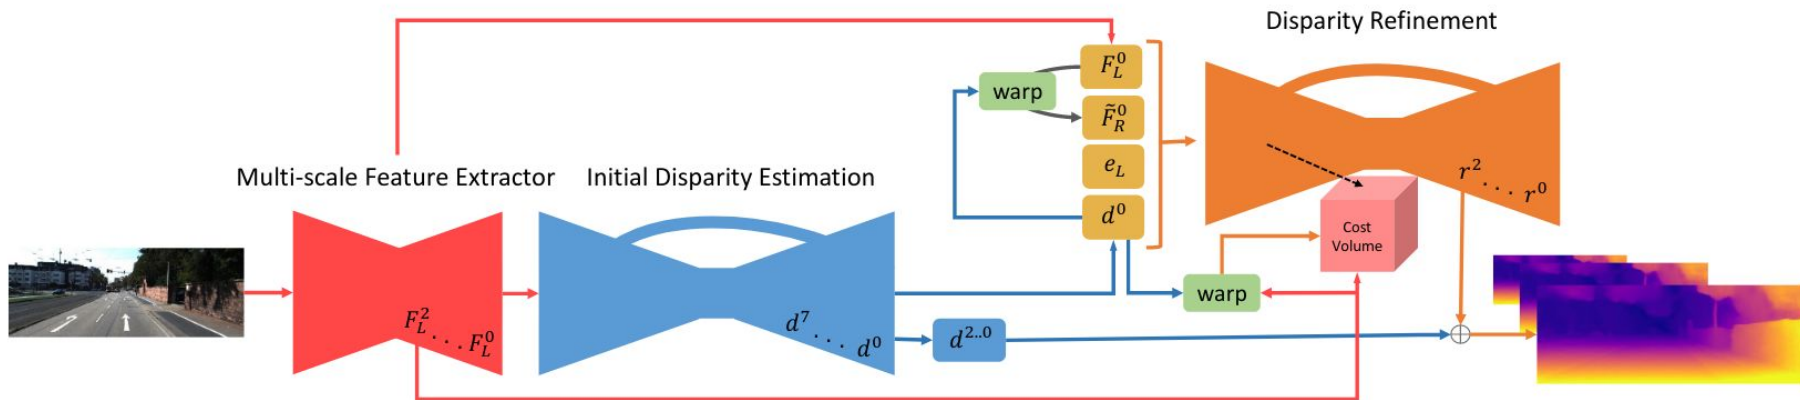 Disparity Refinement
F_L^0
warp
F̃_R^0
e_L
d^0
Multi-scale Feature Extractor
Initial Disparity Estimation
r^2 ... r^0
Cost
Volume
warp
F_L^2 ... F_L^0
d^7 ... d^0
d^{2..0}